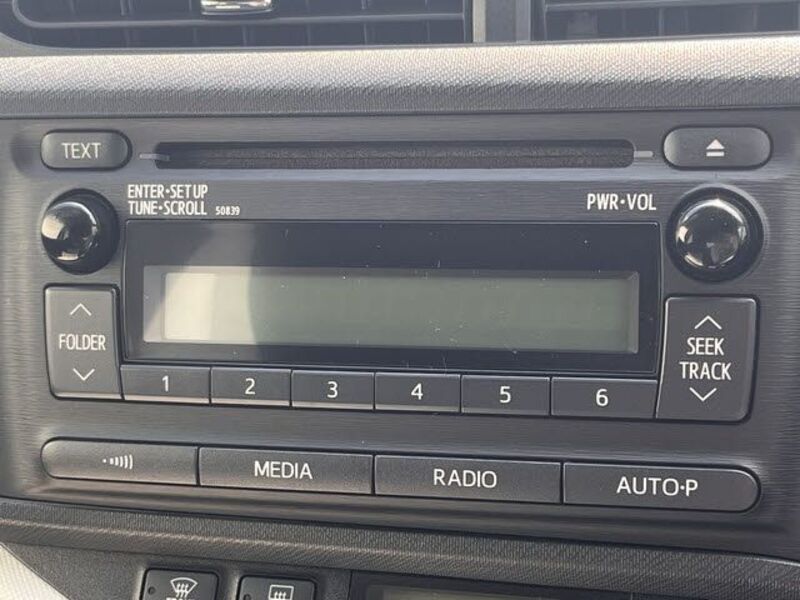 TEXT
ENTER•SETUP
TUNE•SCROLL 50839
PWR•VOL
FOLDER
SEEK
TRACK
1 2 3 4 5 6
MEDIA RADIO AUTO•P